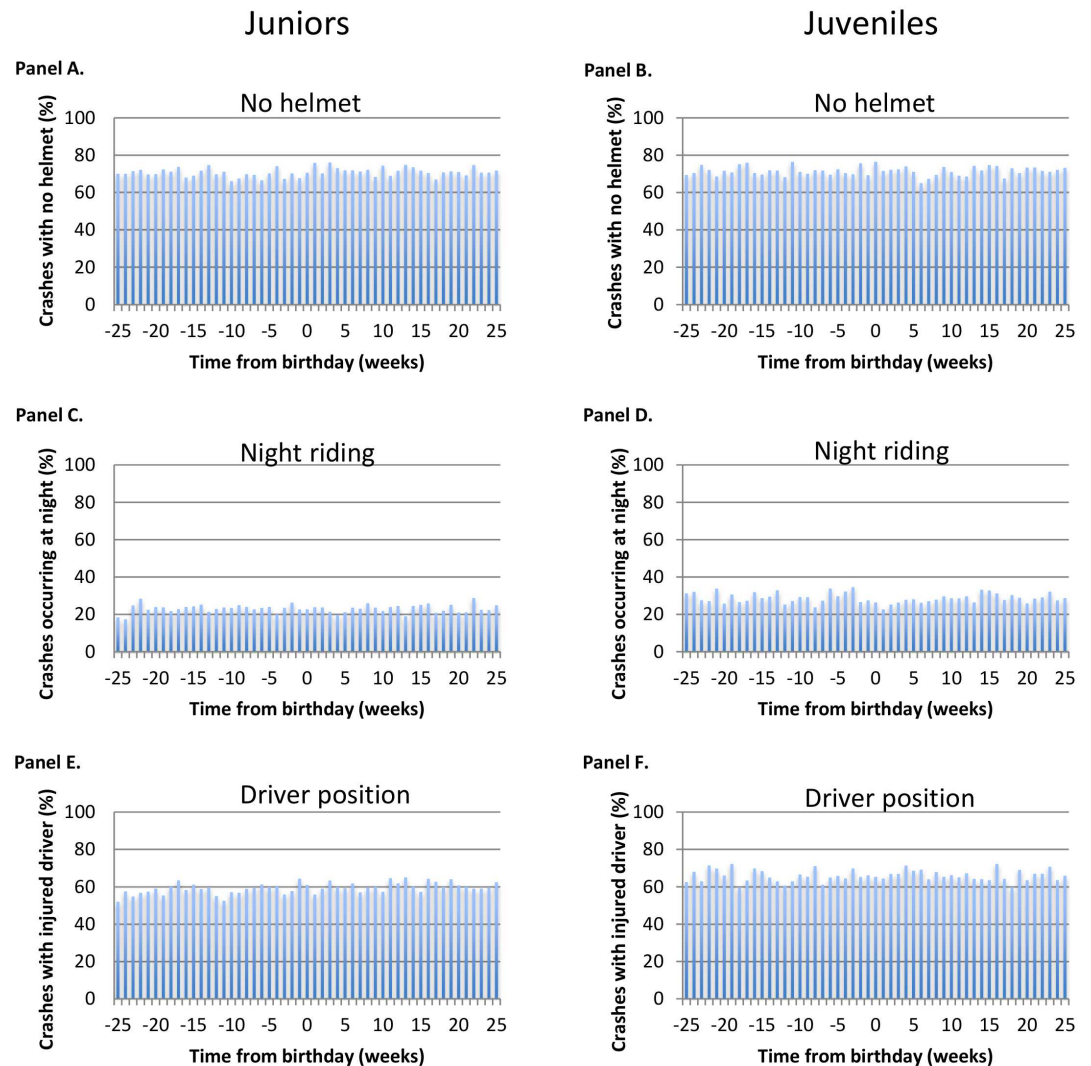 Juniors
Juveniles
Panel A.
No helmet
Crashes with no helmet (%)
100
80
60
40
20
0
-25 -20 -15 -10 -5 0 5 10 15 20 25
Time from birthday (weeks)
Panel B.
No helmet
Crashes with no helmet (%)
100
80
60
40
20
0
-25 -20 -15 -10 -5 0 5 10 15 20 25
Time from birthday (weeks)
Panel C.
Night riding
Crashes occurring at night (%)
100
80
60
40
20
0
-25 -20 -15 -10 -5 0 5 10 15 20 25
Time from birthday (weeks)
Panel D.
Night riding
Crashes occurring at night (%)
100
80
60
40
20
0
-25 -20 -15 -10 -5 0 5 10 15 20 25
Time from birthday (weeks)
Panel E.
Driver position
Crashes with injured driver (%)
100
80
60
40
20
0
-25 -20 -15 -10 -5 0 5 10 15 20 25
Time from birthday (weeks)
Panel F.
Driver position
Crashes with injured driver (%)
100
80
60
40
20
0
-25 -20 -15 -10 -5 0 5 10 15 20 25
Time from birthday (weeks)